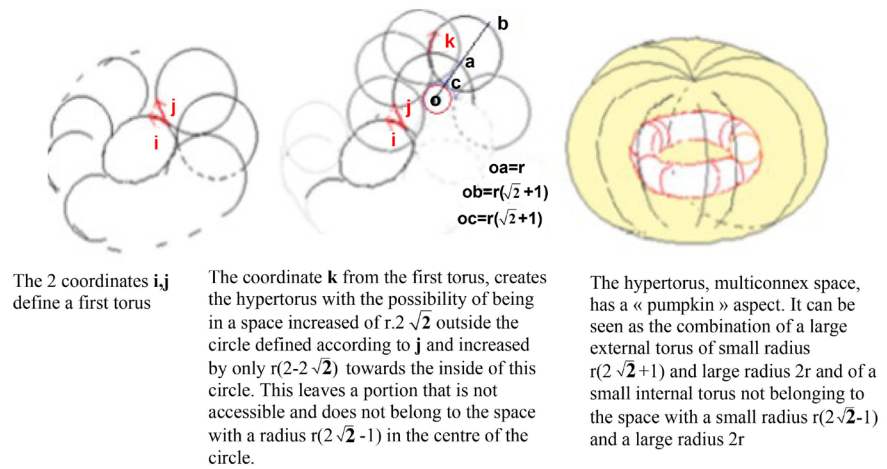 j
i
k
b
a
c
o
j
i
oa=r
ob=r(√2 +1)
oc=r(√2 +1)
The 2 coordinates i,j
define a first torus
The coordinate k from the first torus, creates
the hypertorus with the possibility of being
in a space increased of r.2 √2 outside the
circle defined according to j and increased
by only r(2-2 √2) towards the inside of this
circle. This leaves a portion that is not
accessible and does not belong to the space
with a radius r(2√2 -1) in the centre of the
circle.
The hypertorus, multiconnex space,
has a « pumpkin » aspect. It can be
seen as the combination of a large
external torus of small radius
r(2 √2+1) and large radius 2r and of a
small internal torus not belonging to
the space with a small radius r(2√2-1)
and a large radius 2r